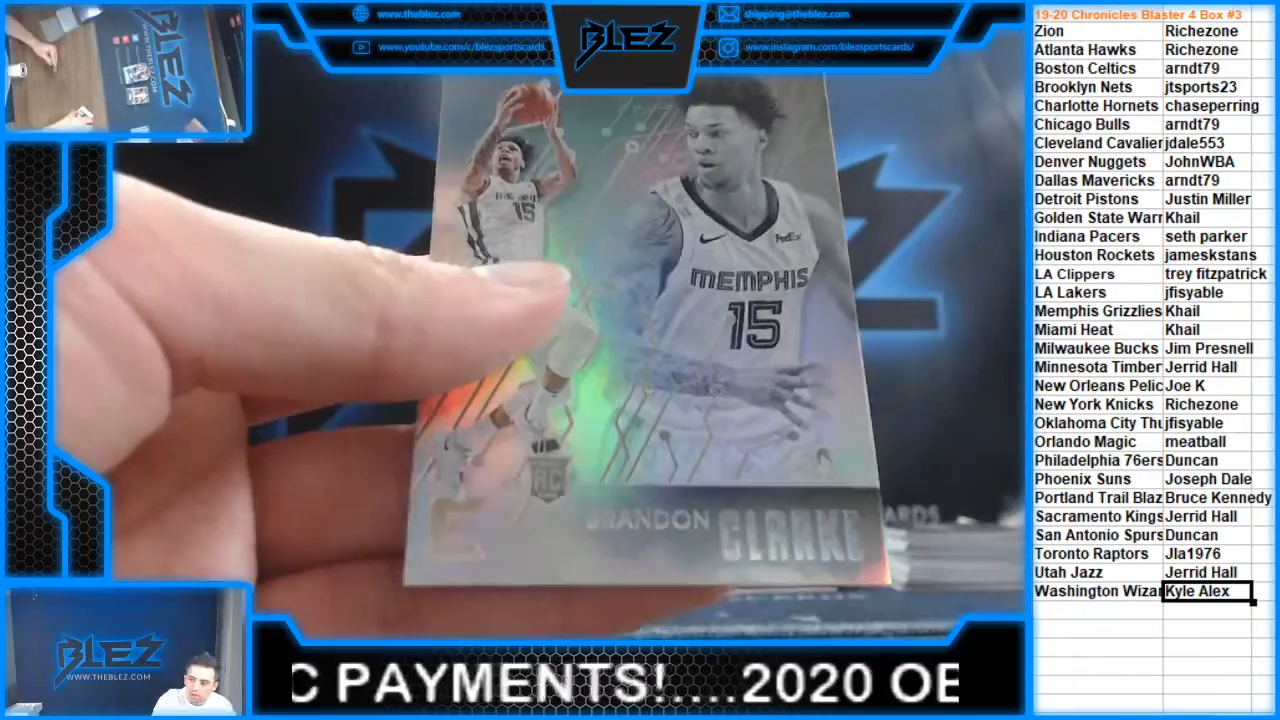 www.theblez.com
www.youtube.com/c/blezsportscards
BLEZ
shipping@theblez.com
www.instagram.com/blezsportscards/
BLEZ
WWW.THEBLEZ.COM
15
MEMPHIS
15
FedEx
RC
BRANDON CLARKE
ARDS
BLEZ
WWW.THEBLEZ.COM
C PAYMENTS!....2020 OB
19-20 Chronicles Blaster 4 Box #3
Zion Richezone
Atlanta Hawks Richezone
Boston Celtics arndt79
Brooklyn Nets jtsports23
Charlotte Hornets chaseperring
Chicago Bulls arndt79
Cleveland Cavalier jdale553
Denver Nuggets JohnWBA
Dallas Mavericks arndt79
Detroit Pistons Justin Miller
Golden State Warr Khail
Indiana Pacers seth parker
Houston Rockets jameskstans
LA Clippers trey fitzpatrick
LA Lakers jfisyable
Memphis Grizzlies Khail
Miami Heat Khail
Milwaukee Bucks Jim Presnell
Minnesota Timber Jerrid Hall
New Orleans Pelic Joe K
New York Knicks Richezone
Oklahoma City Thu jfisyable
Orlando Magic meatball
Philadelphia 76ers Duncan
Phoenix Suns Joseph Dale
Portland Trail Blaz Bruce Kennedy
Sacramento Kings Jerrid Hall
San Antonio Spurs Duncan
Toronto Raptors Jla1976
Utah Jazz Jerrid Hall
Washington Wizar Kyle Alex